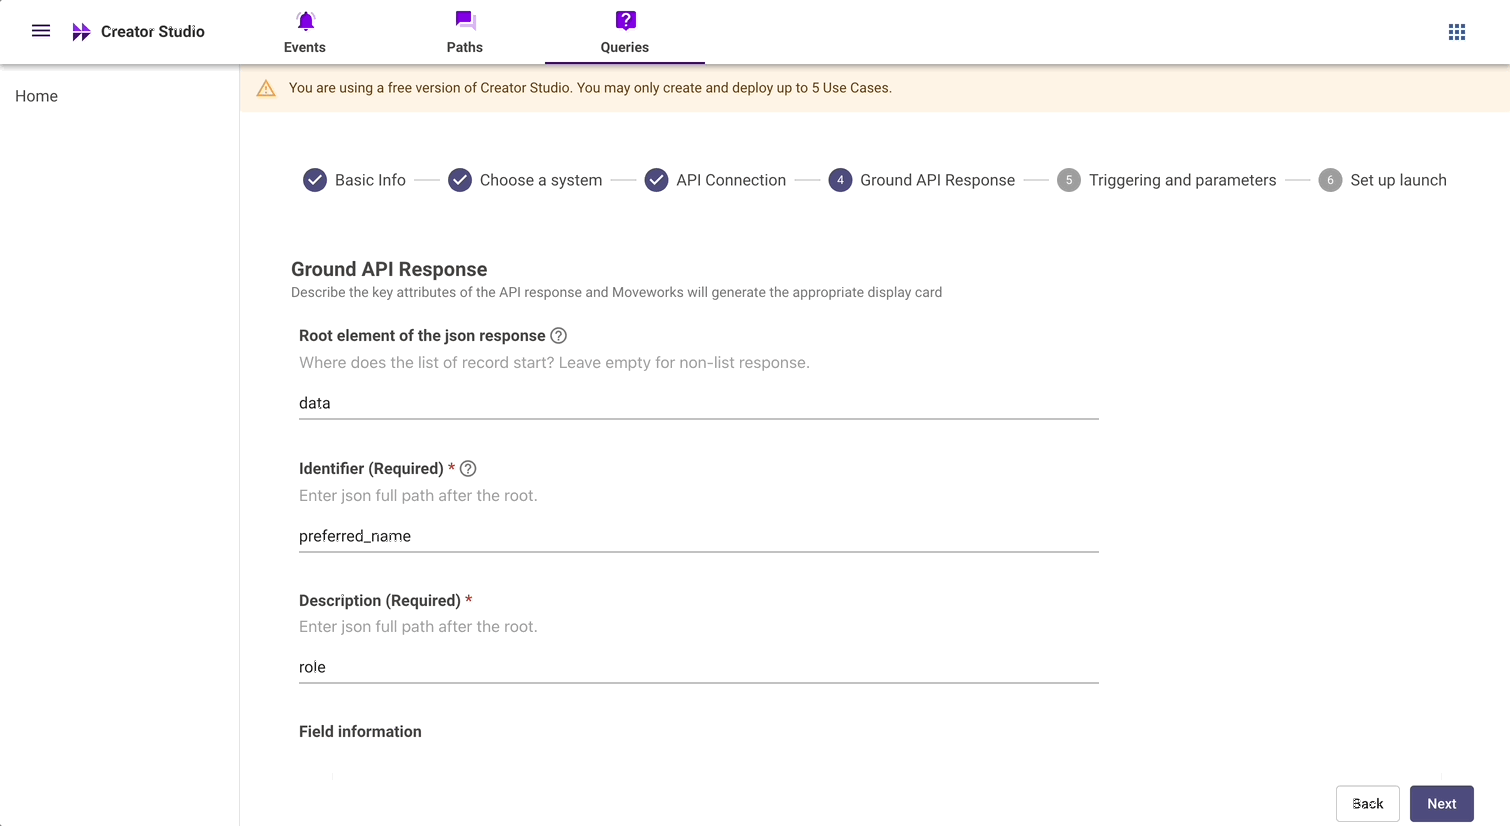 Creator Studio
Events
Paths
Queries
Home
You are using a free version of Creator Studio. You may only create and deploy up to 5 Use Cases.
Basic Info
Choose a system
API Connection
4 Ground API Response
5 Triggering and parameters
6 Set up launch
Ground API Response
Describe the key attributes of the API response and Moveworks will generate the appropriate display card
Root element of the json response ?
Where does the list of record start? Leave empty for non-list response.
data
Identifier (Required) * ?
Enter json full path after the root.
preferred_name
Description (Required) *
Enter json full path after the root.
role
Field information
Back
Next